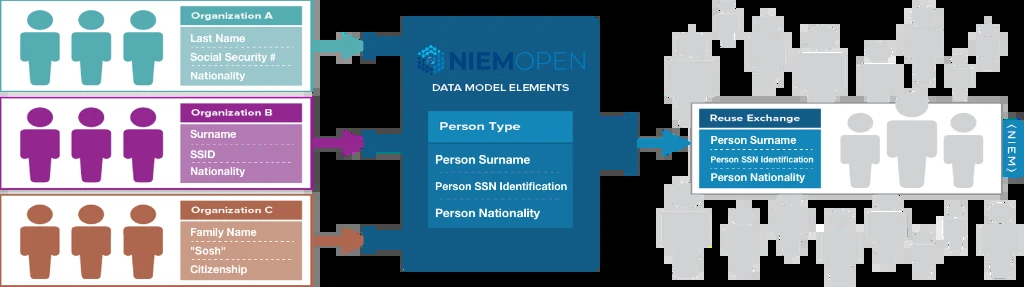 Organization A
Last Name
Social Security #
Nationality
Organization B
Surname
SSID
Nationality
Organization C
Family Name
"Sosh"
Citizenship
NIEMOPEN
DATA MODEL ELEMENTS
Person Type
Person Surname
Person SSN Identification
Person Nationality
Reuse Exchange
Person Surname
Person SSN Identification
Person Nationality
〈NIEM〉